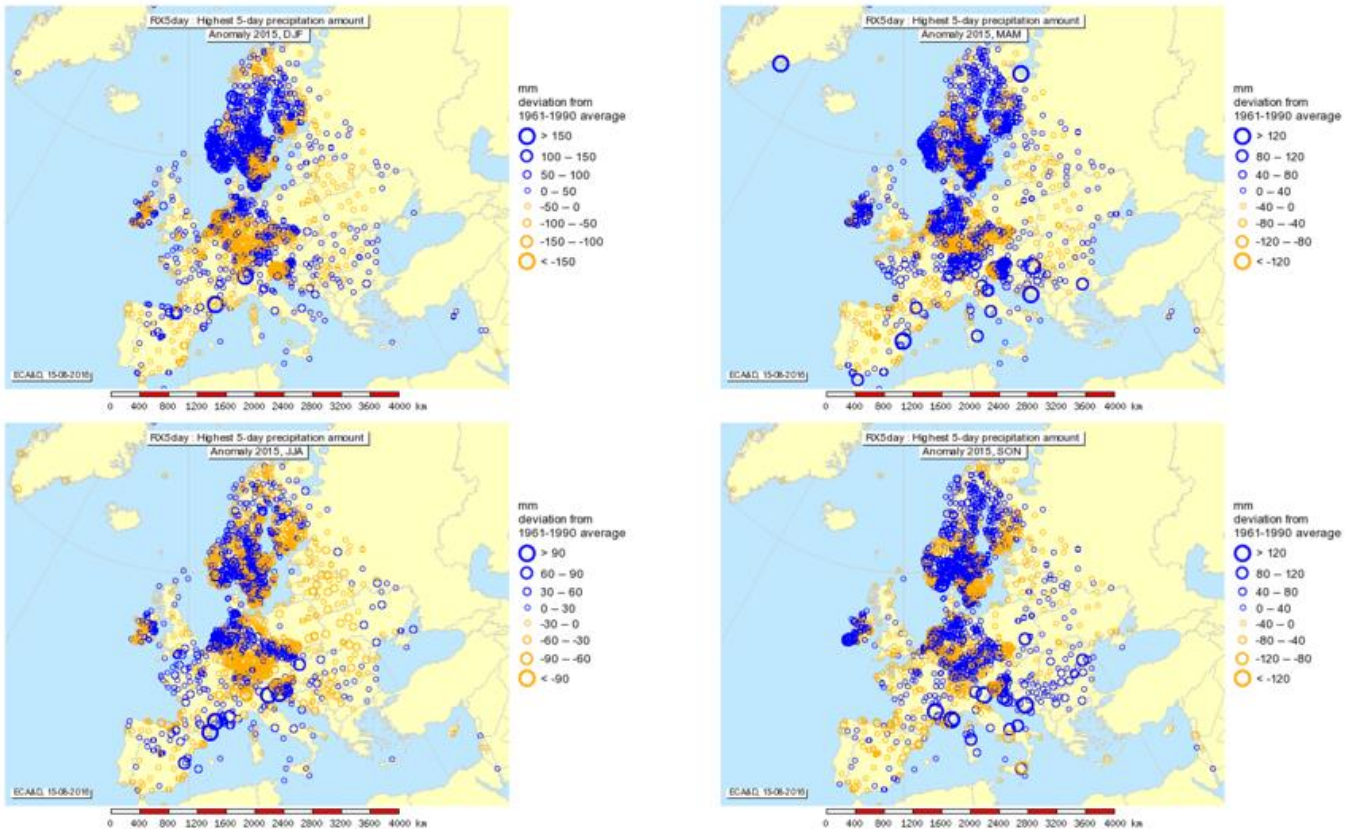 RX5day : Highest 5-day precipitation amount
Anomaly 2015, DJF
mm
deviation from
1961-1990 average
> 150
100 – 150
50 – 100
0 – 50
-50 – 0
-100 – -50
-150 – -100
< -150
ECA&D, 15-08-2016
0 400 800 1200 1600 2000 2400 2800 3200 3600 4000 km
RX5day : Highest 5-day precipitation amount
Anomaly 2015, MAM
mm
deviation from
1961-1990 average
> 120
80 – 120
40 – 80
0 – 40
-40 – 0
-80 – -40
-120 – -80
< -120
ECA&D, 15-08-2016
0 400 800 1200 1600 2000 2400 2800 3200 3600 4000 km
RX5day : Highest 5-day precipitation amount
Anomaly 2015, JJA
mm
deviation from
1961-1990 average
> 90
60 – 90
30 – 60
0 – 30
-30 – 0
-60 – -30
-90 – -60
< -90
ECA&D, 15-08-2016
0 400 800 1200 1600 2000 2400 2800 3200 3600 4000 km
RX5day : Highest 5-day precipitation amount
Anomaly 2015, SON
mm
deviation from
1961-1990 average
> 120
80 – 120
40 – 80
0 – 40
-40 – 0
-80 – -40
-120 – -80
< -120
ECA&D, 15-08-2016
0 400 800 1200 1600 2000 2400 2800 3200 3600 4000 km